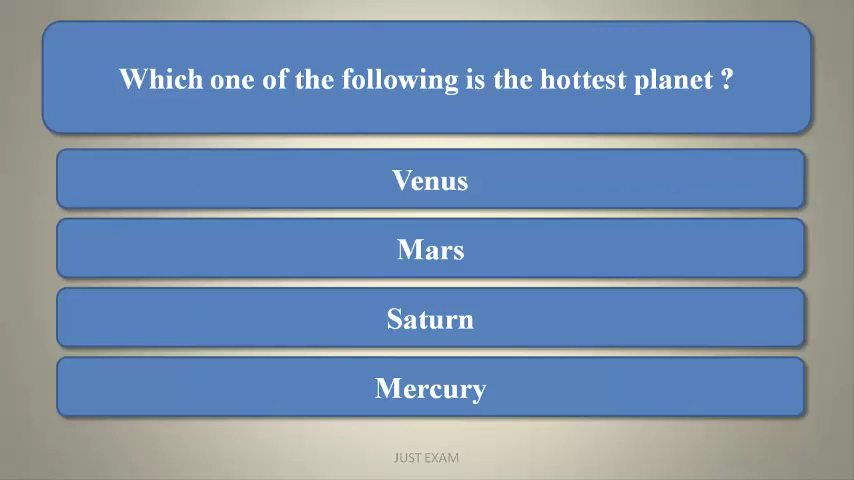 Which one of the following is the hottest planet ?
Venus
Mars
Saturn
Mercury
JUST EXAM